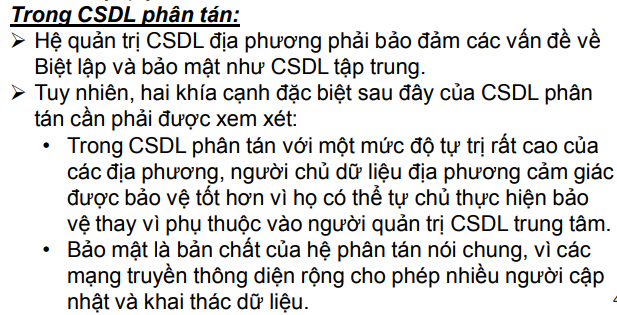 Trong CSDL phân tán:
➢ Hệ quản trị CSDL địa phương phải bảo đảm các vấn đề về
Biệt lập và bảo mật như CSDL tập trung.
➢ Tuy nhiên, hai khía cạnh đặc biệt sau đây của CSDL phân
tán cần phải được xem xét:
• Trong CSDL phân tán với một mức độ tự trị rất cao của
các địa phương, người chủ dữ liệu địa phương cảm giác
được bảo vệ tốt hơn vì họ có thể tự chủ thực hiện bảo
vệ thay vì phụ thuộc vào người quản trị CSDL trung tâm.
• Bảo mật là bản chất của hệ phân tán nói chung, vì các
mạng truyền thông diện rộng cho phép nhiều người cập
nhật và khai thác dữ liệu.